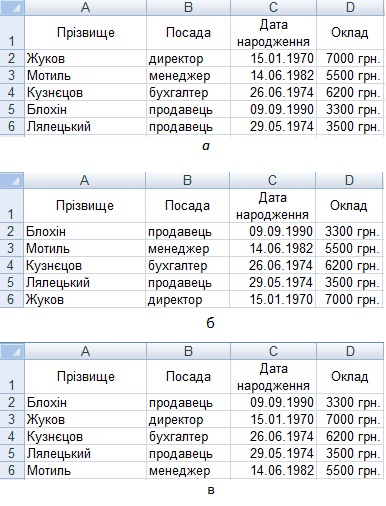 A B C D
1 Прізвище Посада Дата народження Оклад
2 Жуков директор 15.01.1970 7000 грн.
3 Мотиль менеджер 14.06.1982 5500 грн.
4 Кузнєцов бухгалтер 26.06.1974 6200 грн.
5 Блохін продавець 09.09.1990 3300 грн.
6 Лялецький продавець 29.05.1974 3500 грн.
а
A B C D
1 Прізвище Посада Дата народження Оклад
2 Блохін продавець 09.09.1990 3300 грн.
3 Мотиль менеджер 14.06.1982 5500 грн.
4 Кузнєцов бухгалтер 26.06.1974 6200 грн.
5 Лялецький продавець 29.05.1974 3500 грн.
6 Жуков директор 15.01.1970 7000 грн.
б
A B C D
1 Прізвище Посада Дата народження Оклад
2 Блохін продавець 09.09.1990 3300 грн.
3 Жуков директор 15.01.1970 7000 грн.
4 Кузнєцов бухгалтер 26.06.1974 6200 грн.
5 Лялецький продавець 29.05.1974 3500 грн.
6 Мотиль менеджер 14.06.1982 5500 грн.
в